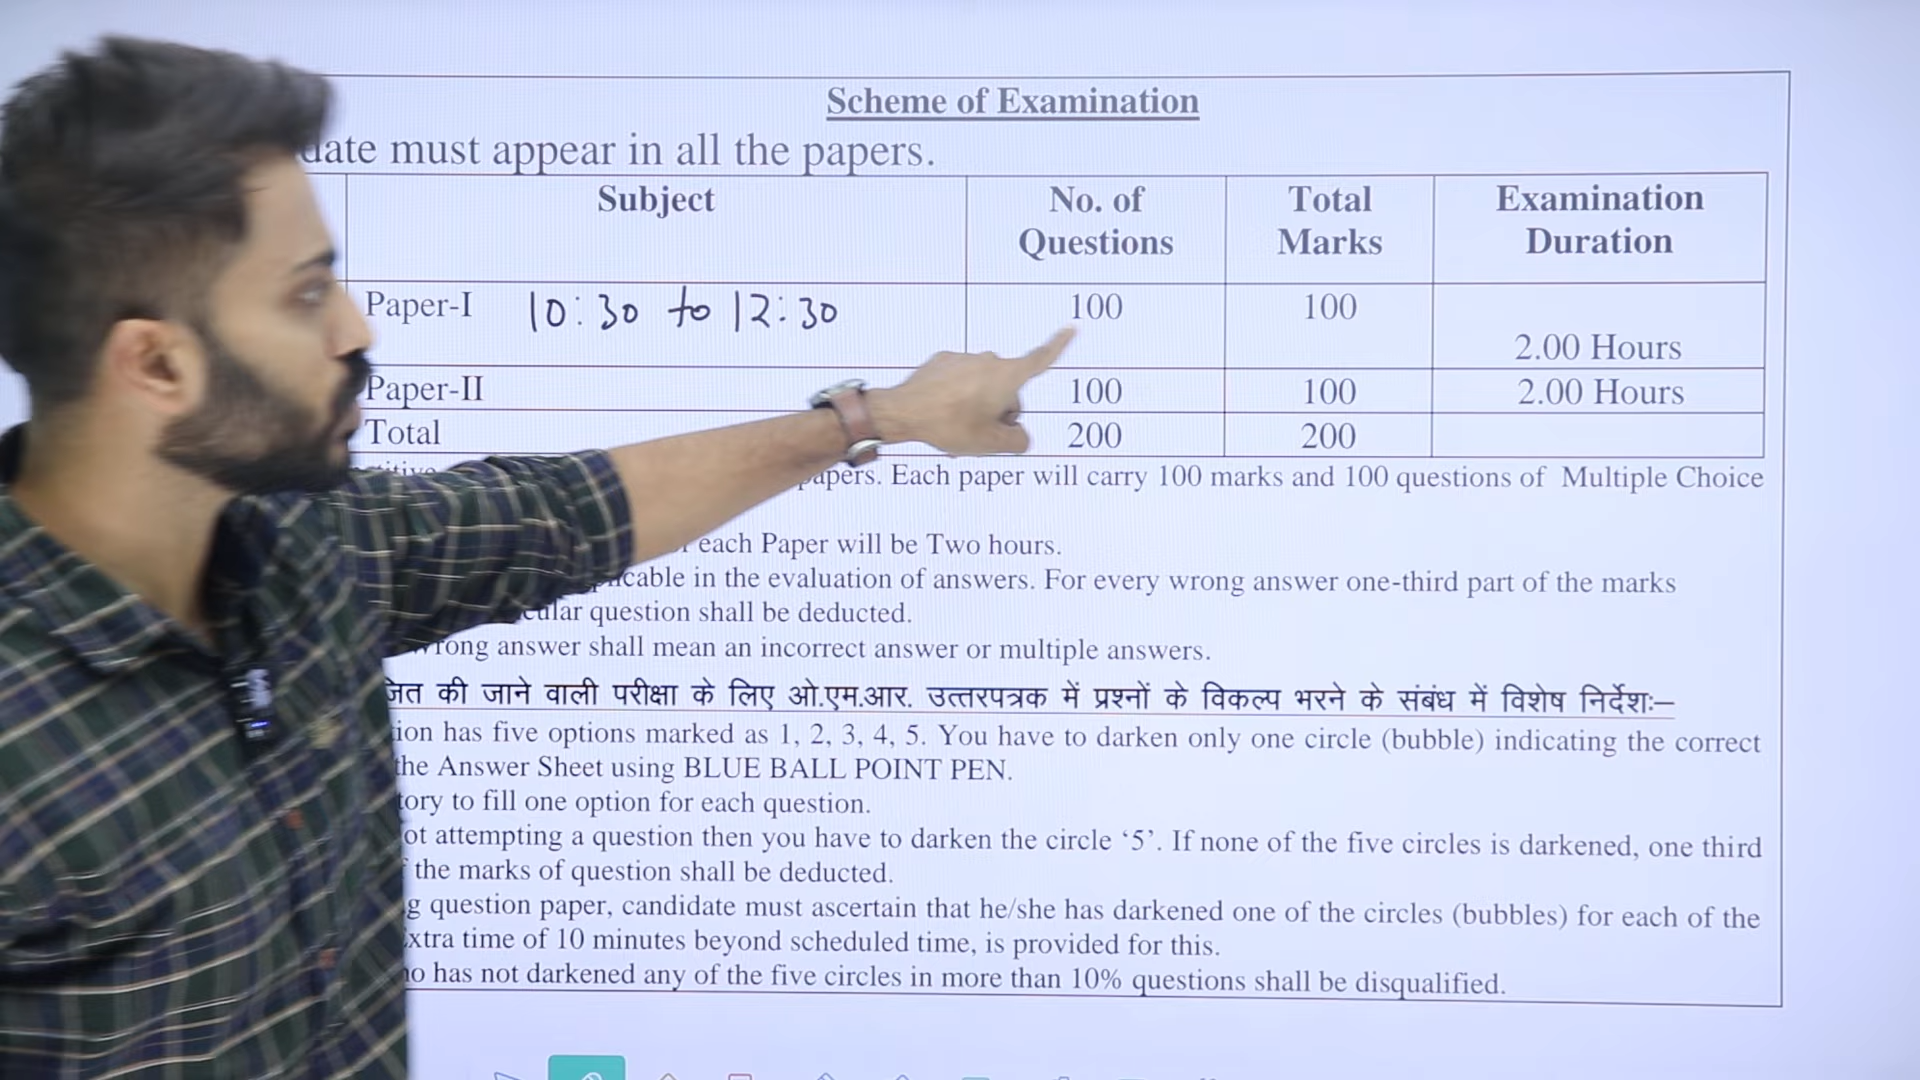 Scheme of Examination
must appear in all the papers.
Subject No. of Questions Total Marks Examination Duration
Paper-I 10:30 to 12:30 100 100 2.00 Hours
Paper-II 100 100 2.00 Hours
Total 200 200
papers. Each paper will carry 100 marks and 100 questions of Multiple Choice
each Paper will be Two hours.
in the evaluation of answers. For every wrong answer one-third part of the marks
question shall be deducted.
wrong answer shall mean an incorrect answer or multiple answers.
की जाने वाली परीक्षा के लिए ओ.एम.आर. उत्तरपत्रक में प्रश्नों के विकल्प भरने के संबंध में विशेष निर्देशः–
has five options marked as 1, 2, 3, 4, 5. You have to darken only one circle (bubble) indicating the correct
the Answer Sheet using BLUE BALL POINT PEN.
to fill one option for each question.
attempting a question then you have to darken the circle ‘5’. If none of the five circles is darkened, one third
the marks of question shall be deducted.
question paper, candidate must ascertain that he/she has darkened one of the circles (bubbles) for each of the
time of 10 minutes beyond scheduled time, is provided for this.
has not darkened any of the five circles in more than 10% questions shall be disqualified.